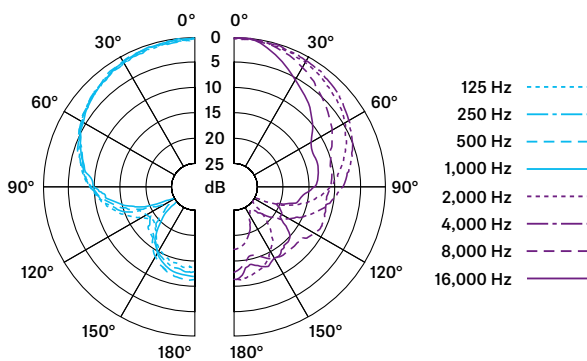 0° 0°
30° 0 30°
5
60° 10 60°
15
20
25
90° dB 90°
120° 120°
150° 150°
180° 180°
125 Hz
250 Hz
500 Hz
1,000 Hz
2,000 Hz
4,000 Hz
8,000 Hz
16,000 Hz